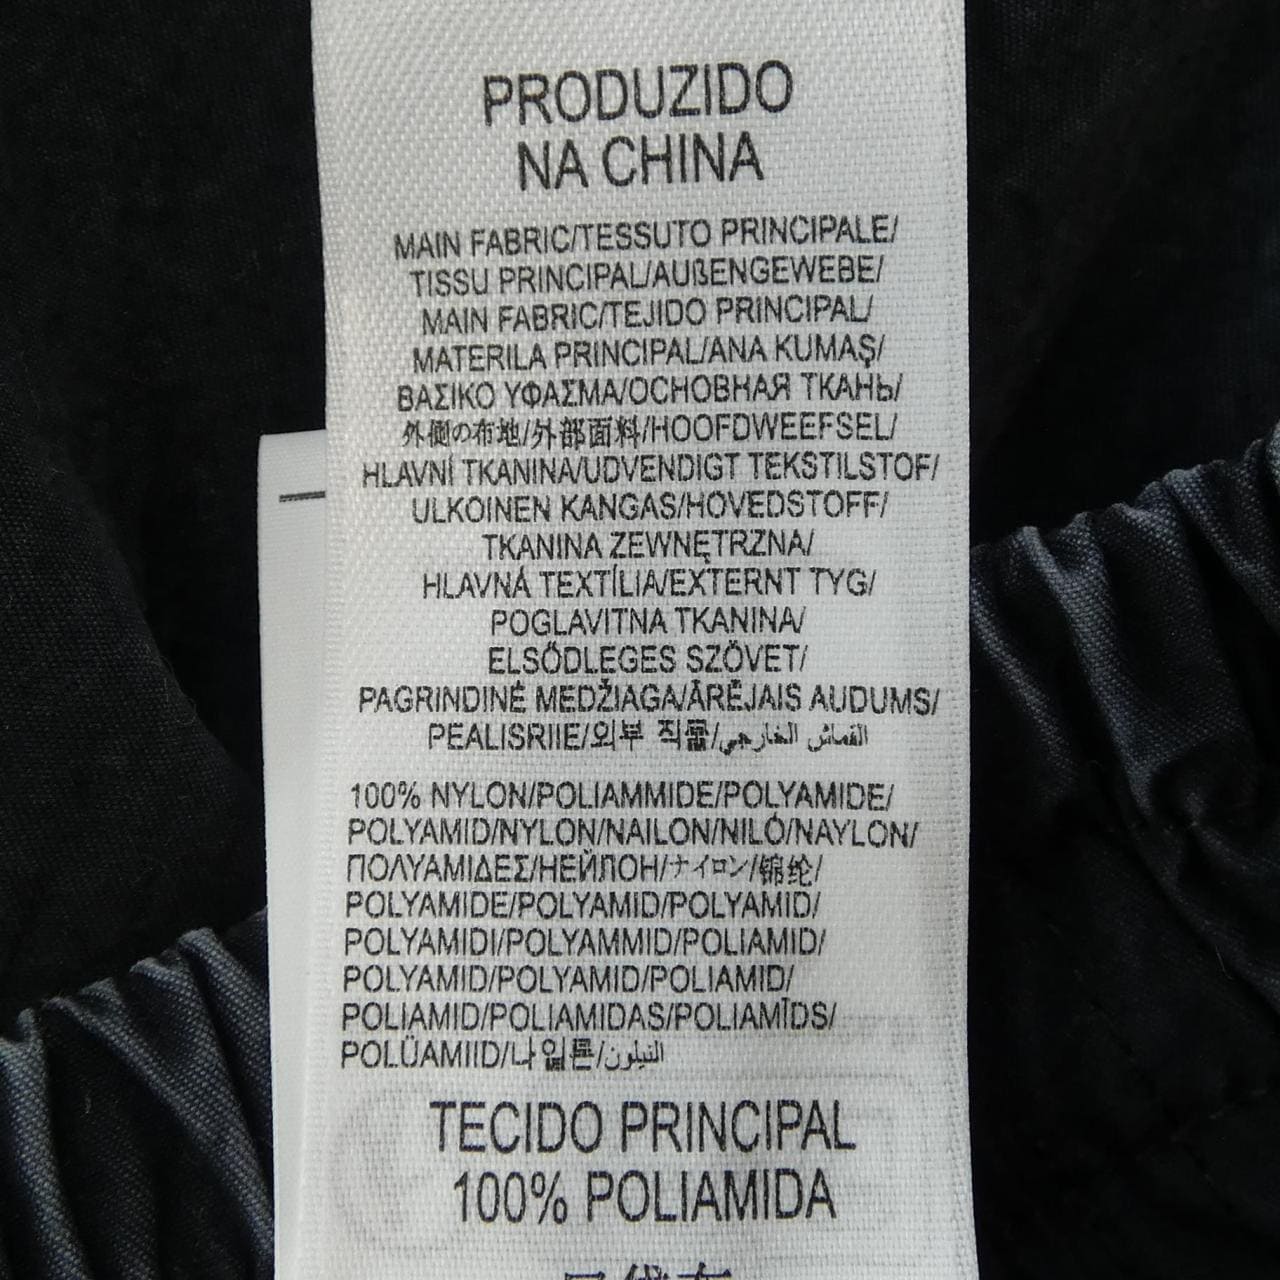 PRODUZIDO
NA CHINA
MAIN FABRIC/TESSUTO PRINCIPALE/
TISSU PRINCIPAL/AUßENGEWEBE/
MAIN FABRIC/TEJIDO PRINCIPAL/
MATERILA PRINCIPAL/ANA KUMAŞ/
ΒΑΣΙΚΟ ΥΦΑΣΜΑ/ОСНОВНАЯ ТКАНЬ/
外側の布地/外部面料/HOOFDWEEFSEL/
HLAVNÍ TKANINA/UDVENDIGT TEKSTILSTOF/
ULKOINEN KANGAS/HOVEDSTOFF/
TKANINA ZEWNĘTRZNA/
HLAVNÁ TEXTÍLIA/EXTERNT TYG/
POGLAVITNA TKANINA/
ELSŐDLEGES SZÖVET/
PAGRINDINĖ MEDŽIAGA/ĀRĒJAIS AUDUMS/
PEALISRIIE/외부 직물/القماش الخارجي
100% NYLON/POLIAMMIDE/POLYAMIDE/
POLYAMID/NYLON/NAILON/NILÓ/NAYLON/
ΠΟΛΥΑΜΙΔΕΣ/НЕЙЛОН/ナイロン/锦纶/
POLYAMIDE/POLYAMID/POLYAMID/
POLYAMIDI/POLYAMMID/POLIAMID/
POLYAMID/POLYAMID/POLIAMID/
POLIAMID/POLIAMIDAS/POLIAMĪDS/
POLÜAMIID/나일론/النيلون
TECIDO PRINCIPAL
100% POLIAMIDA